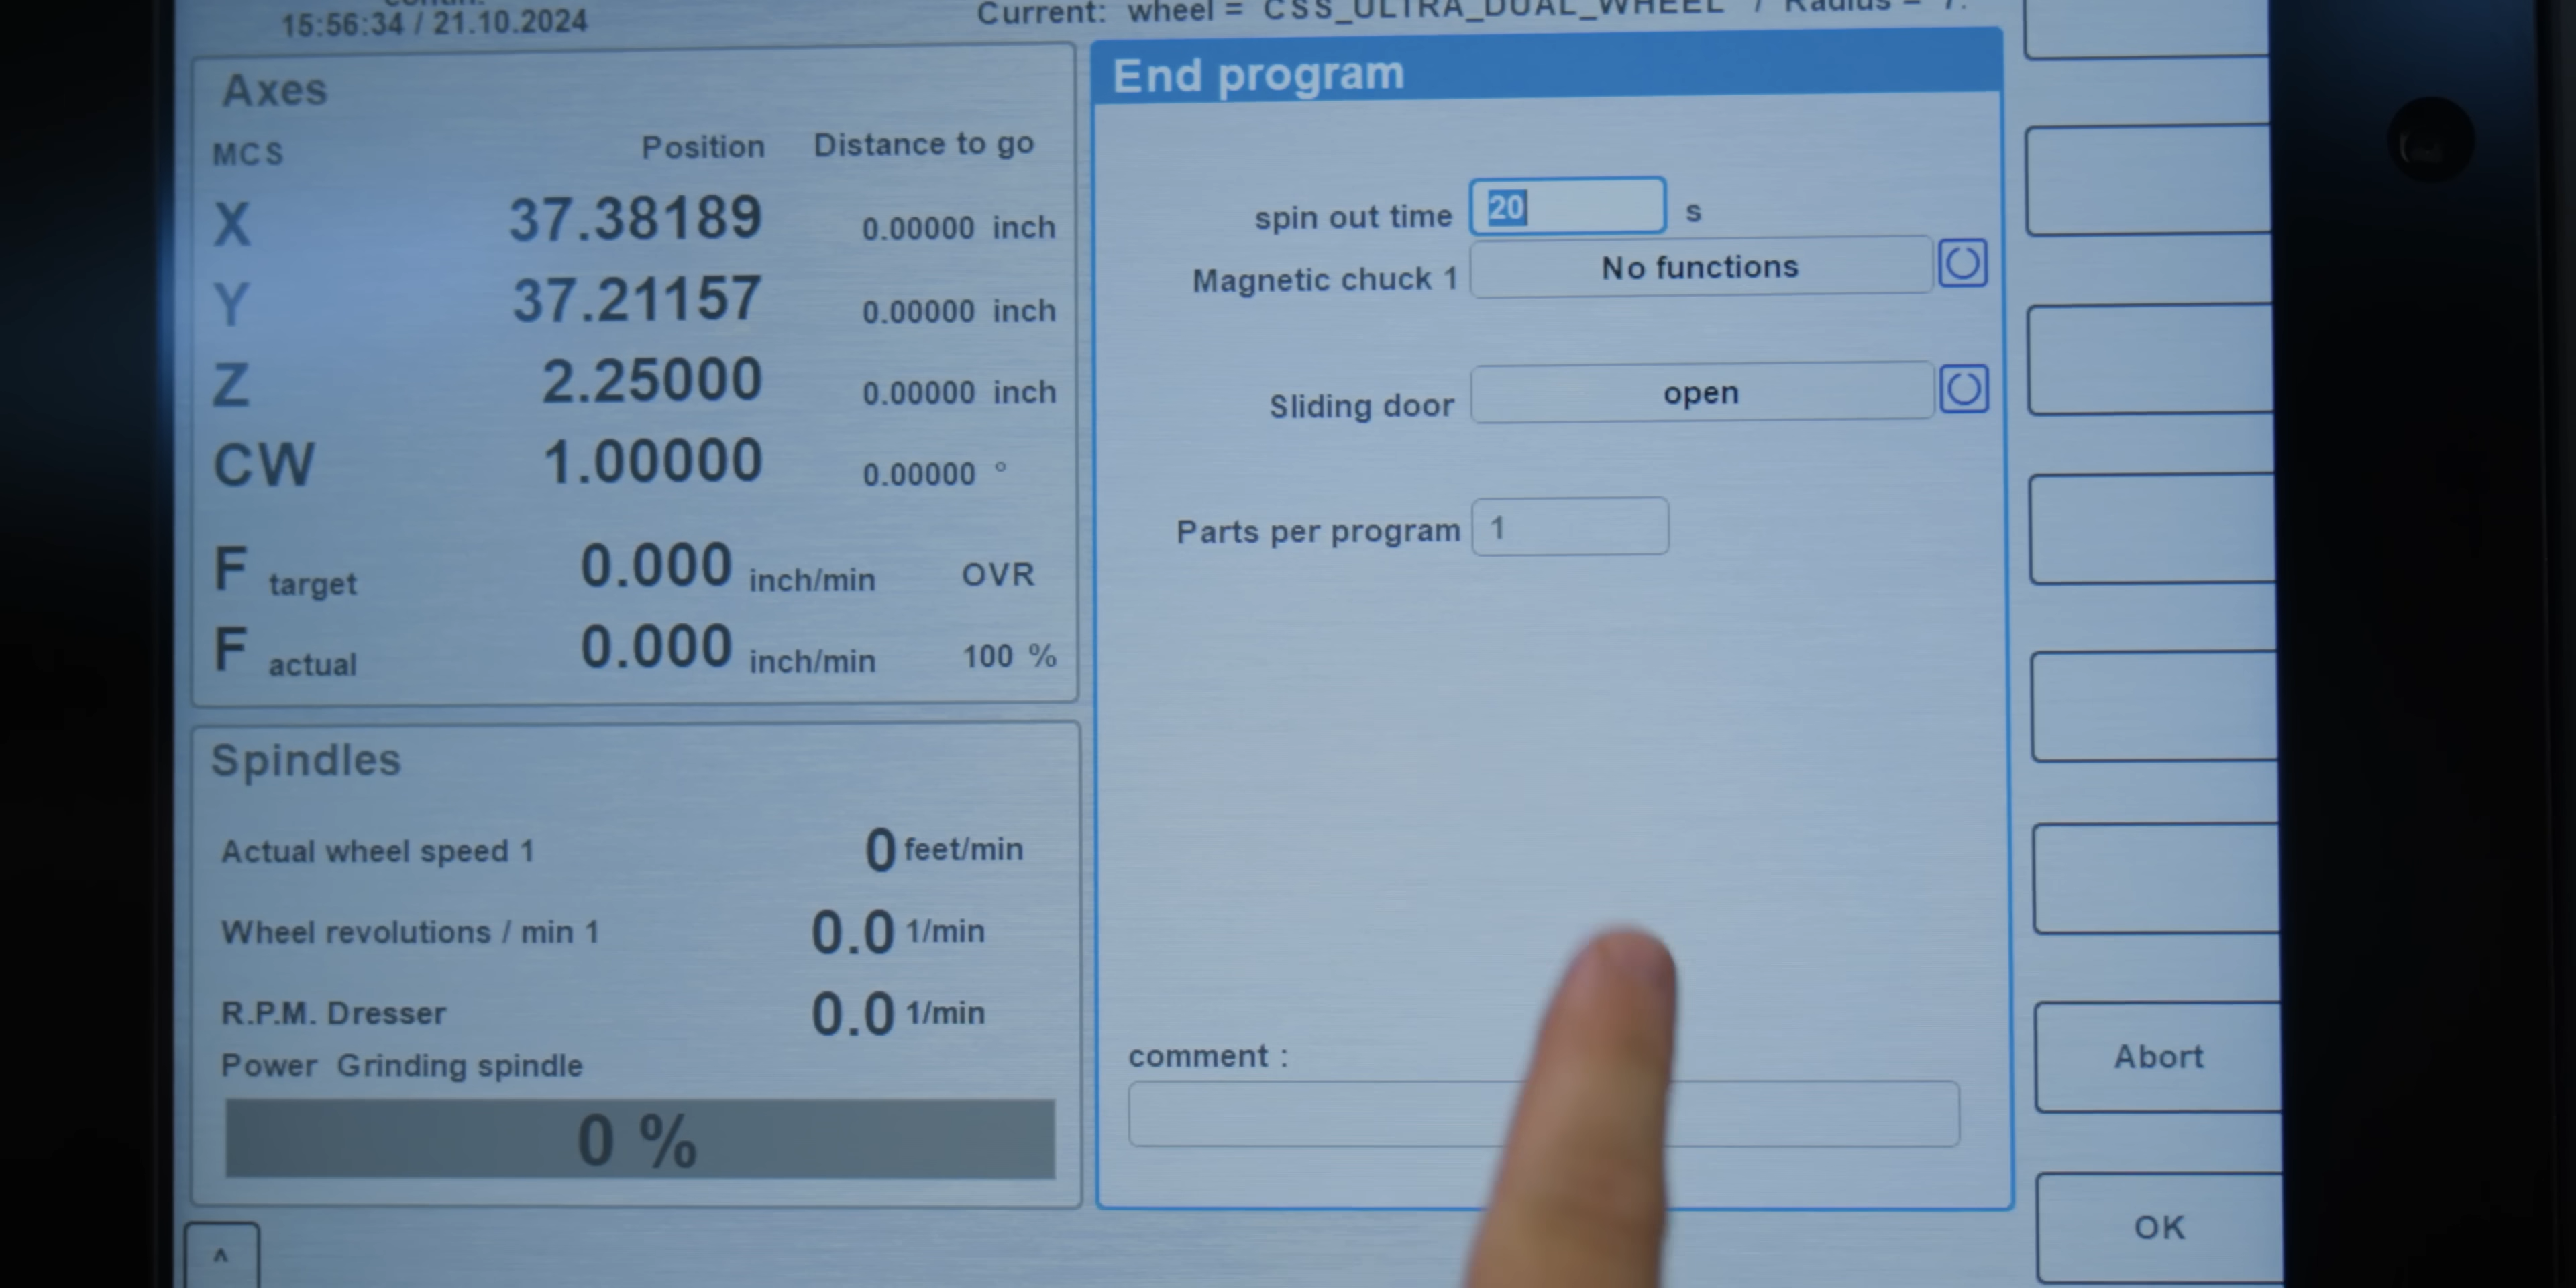 15:56:34 / 21.10.2024
Current: wheel = CSS_ULTRA_DUAL_WHEEL / Radius =
Axes
MCS Position Distance to go
X 37.38189 0.00000 inch
Y 37.21157 0.00000 inch
Z 2.25000 0.00000 inch
CW 1.00000 0.00000 °
F target 0.000 inch/min OVR
F actual 0.000 inch/min 100 %
Spindles
Actual wheel speed 1 0 feet/min
Wheel revolutions / min 1 0.0 1/min
R.P.M. Dresser 0.0 1/min
Power Grinding spindle
0 %
^
End program
spin out time 20 s
Magnetic chuck 1 No functions
Sliding door open
Parts per program 1
comment :
Abort
OK